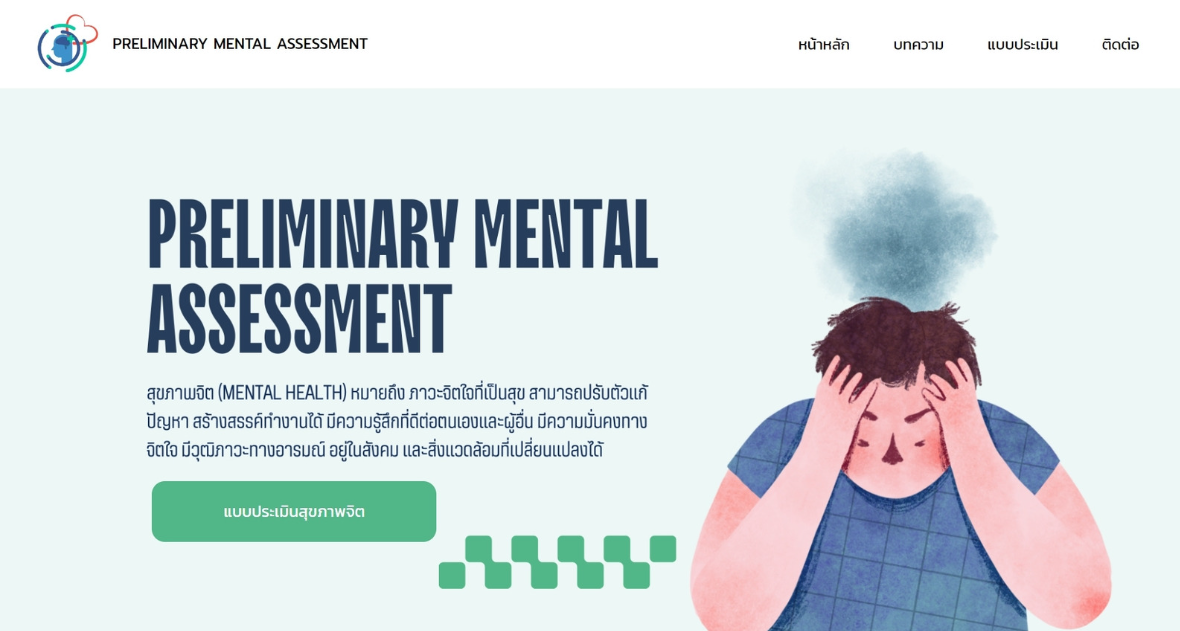 PRELIMINARY MENTAL ASSESSMENT
หน้าหลัก บทความ แบบประเมิน ติดต่อ
PRELIMINARY MENTAL
ASSESSMENT
สุขภาพจิต (MENTAL HEALTH) หมายถึง ภาวะจิตใจที่เป็นสุข สามารถปรับตัวแก้
ปัญหา สร้างสรรค์ทำงานได้ มีความรู้สึกที่ดีต่อตนเองและผู้อื่น มีความมั่นคงทาง
จิตใจ มีวุฒิภาวะทางอารมณ์ อยู่ในสังคม และสิ่งแวดล้อมที่เปลี่ยนแปลงได้
แบบประเมินสุขภาพจิต